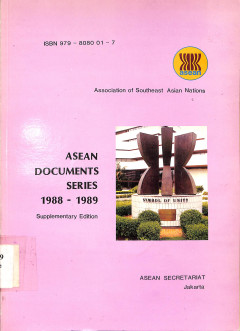 ISBN 979 - 8080 01 - 7
asean
Association of Southeast Asian Nations
ASEAN
DOCUMENTS
SERIES
1988 - 1989
Supplementary Edition
SYMBOL OF UNITY
ASEAN SECRETARIAT
Jakarta